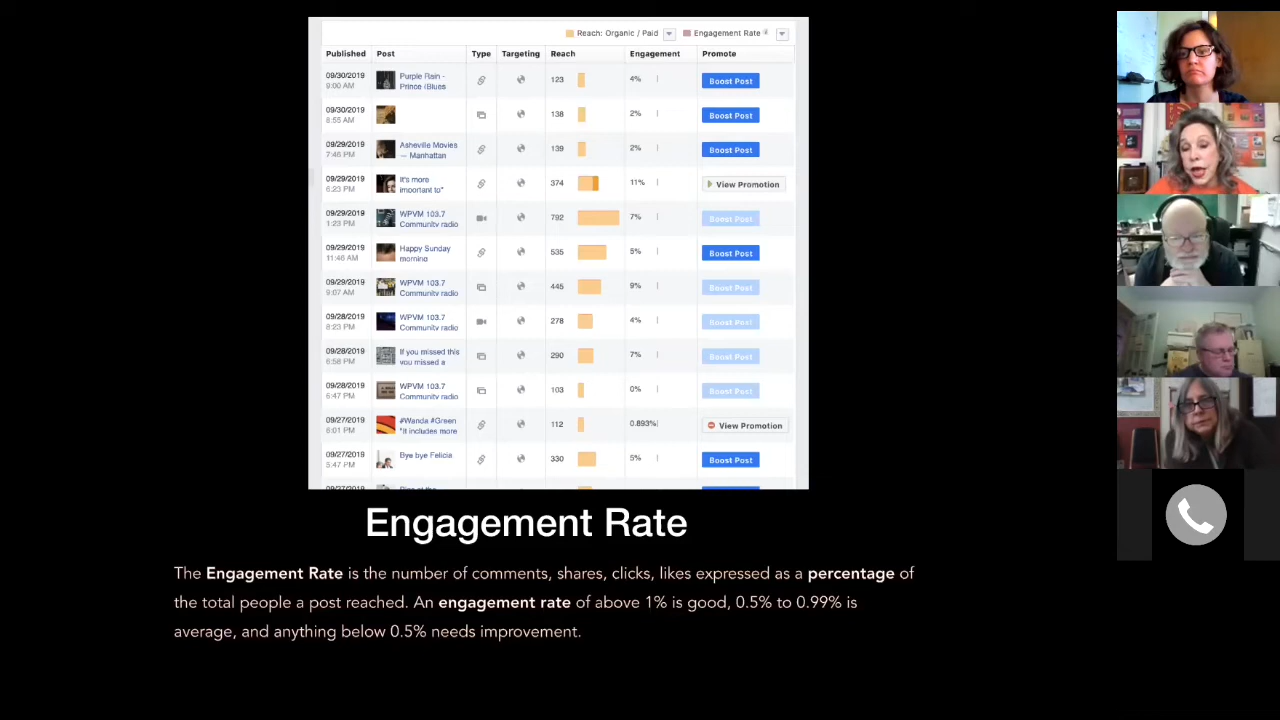 Reach: Organic / Paid Engagement Rate
Published Post Type Targeting Reach Engagement Promote
09/30/2019 Purple Rain - 123 4% Boost Post
9:00 AM Prince (Blues
09/30/2019 138 2% Boost Post
8:55 AM
09/29/2019 Asheville Movies 139 2% Boost Post
7:46 PM — Manhattan
09/29/2019 It's more 374 11% View Promotion
6:23 PM important to"
09/29/2019 WPVM 103.7 792 7% Boost Post
1:23 PM Community radio
09/29/2019 Happy Sunday 535 5% Boost Post
11:46 AM morning
09/29/2019 WPVM 103.7 445 9% Boost Post
9:07 AM Community radio
09/28/2019 WPVM 103.7 278 4% Boost Post
8:23 PM Community radio
09/28/2019 If you missed this 290 7% Boost Post
6:58 PM you missed a
09/28/2019 WPVM 103.7 103 0% Boost Post
6:47 PM Community radio
09/27/2019 #Wanda #Green 112 0.893% View Promotion
6:01 PM "it includes more
09/27/2019 Bye bye Felicia 330 5% Boost Post
5:47 PM
Engagement Rate
The Engagement Rate is the number of comments, shares, clicks, likes expressed as a percentage of
the total people a post reached. An engagement rate of above 1% is good, 0.5% to 0.99% is
average, and anything below 0.5% needs improvement.